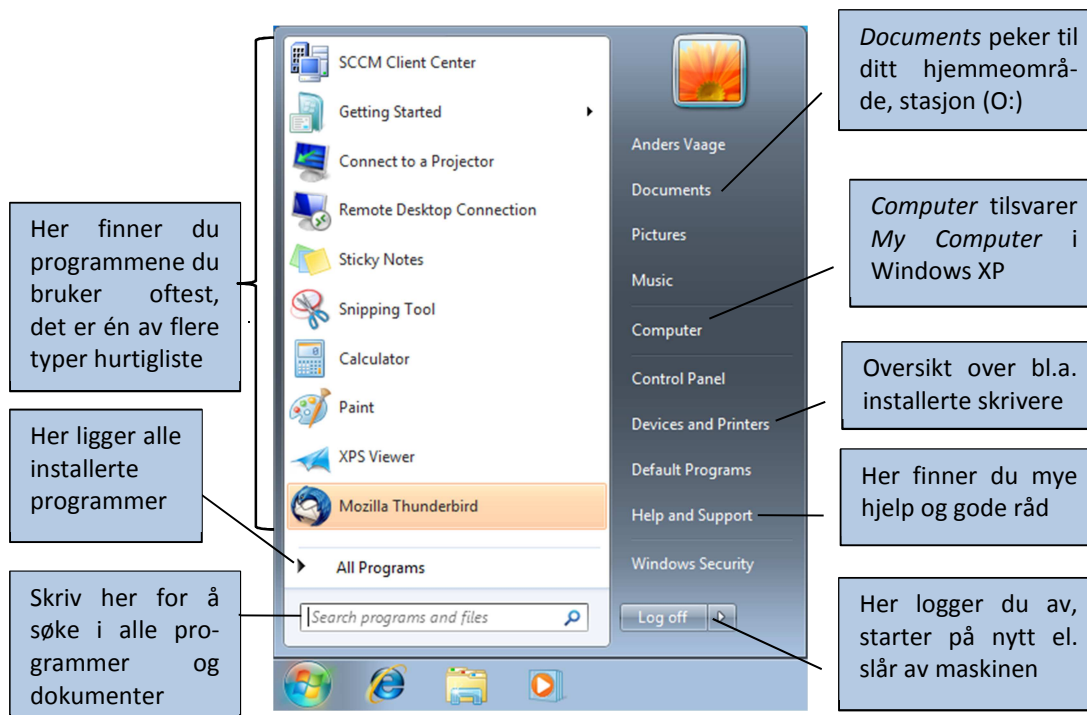 Her finner du
programmene du
bruker oftest,
det er én av flere
typer hurtigliste
Her ligger alle
installerte
programmer
Skriv her for å
søke i alle pro-
grammer og
dokumenter
SCCM Client Center
Getting Started
Connect to a Projector
Remote Desktop Connection
Sticky Notes
Snipping Tool
Calculator
Paint
XPS Viewer
Mozilla Thunderbird
All Programs
Search programs and files
Anders Vaage
Documents
Pictures
Music
Computer
Control Panel
Devices and Printers
Default Programs
Help and Support
Windows Security
Log off
Documents peker til
ditt hjemmeområ-
de, stasjon (O:)
Computer tilsvarer
My Computer i
Windows XP
Oversikt over bl.a.
installerte skrivere
Her finner du mye
hjelp og gode råd
Her logger du av,
starter på nytt el.
slår av maskinen